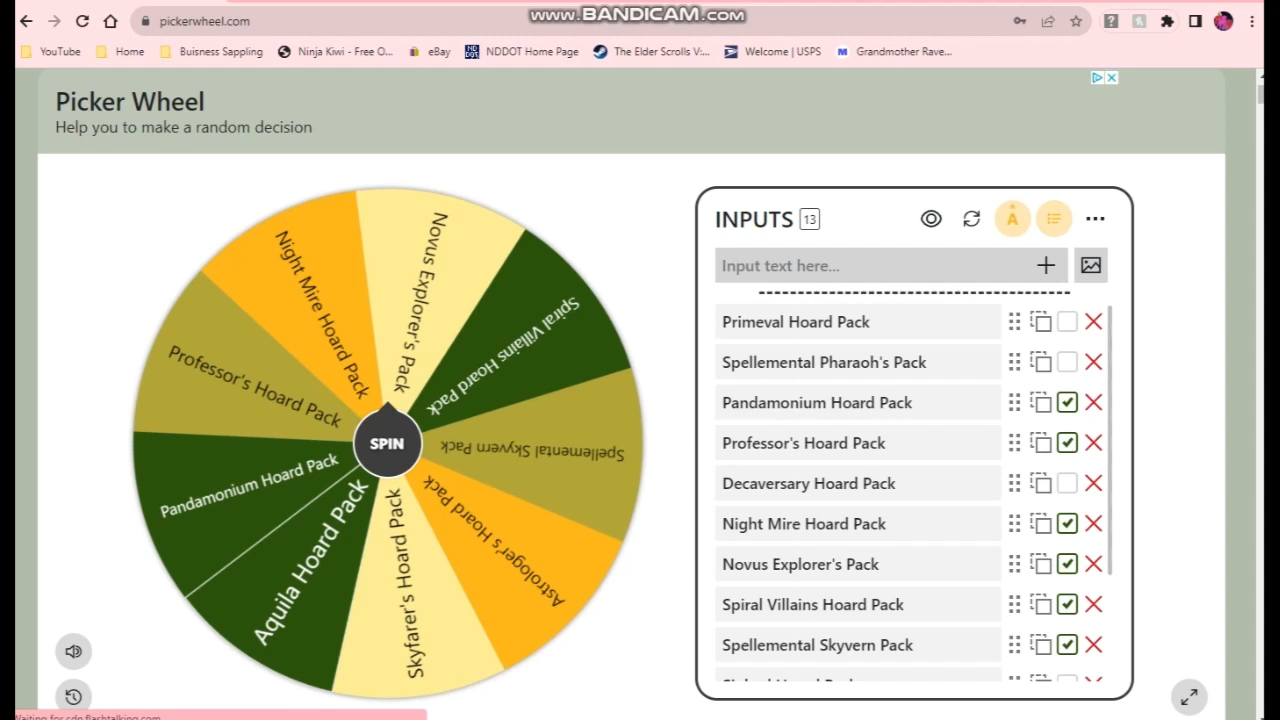 www.BANDICAM.com
pickerwheel.com
YouTube
Home
Buisness Sappling
Ninja Kiwi - Free O...
eBay
NDDOT Home Page
The Elder Scrolls V:...
Welcome | USPS
Grandmother Rave...
Picker Wheel
Help you to make a random decision
Novus Explorer's Pack
Spiral Villains Hoard Pack
Spellemental Skyvern Pack
Astrologer's Hoard Pack
Skyfarer's Hoard Pack
Aquila Hoard Pack
Pandamonium Hoard Pack
Professor's Hoard Pack
Night Mire Hoard Pack
SPIN
INPUTS 13
A
Input text here...
Primeval Hoard Pack
Spellemental Pharaoh's Pack
Pandamonium Hoard Pack
Professor's Hoard Pack
Decaversary Hoard Pack
Night Mire Hoard Pack
Novus Explorer's Pack
Spiral Villains Hoard Pack
Spellemental Skyvern Pack
Waiting for cdn.flashtalking.com